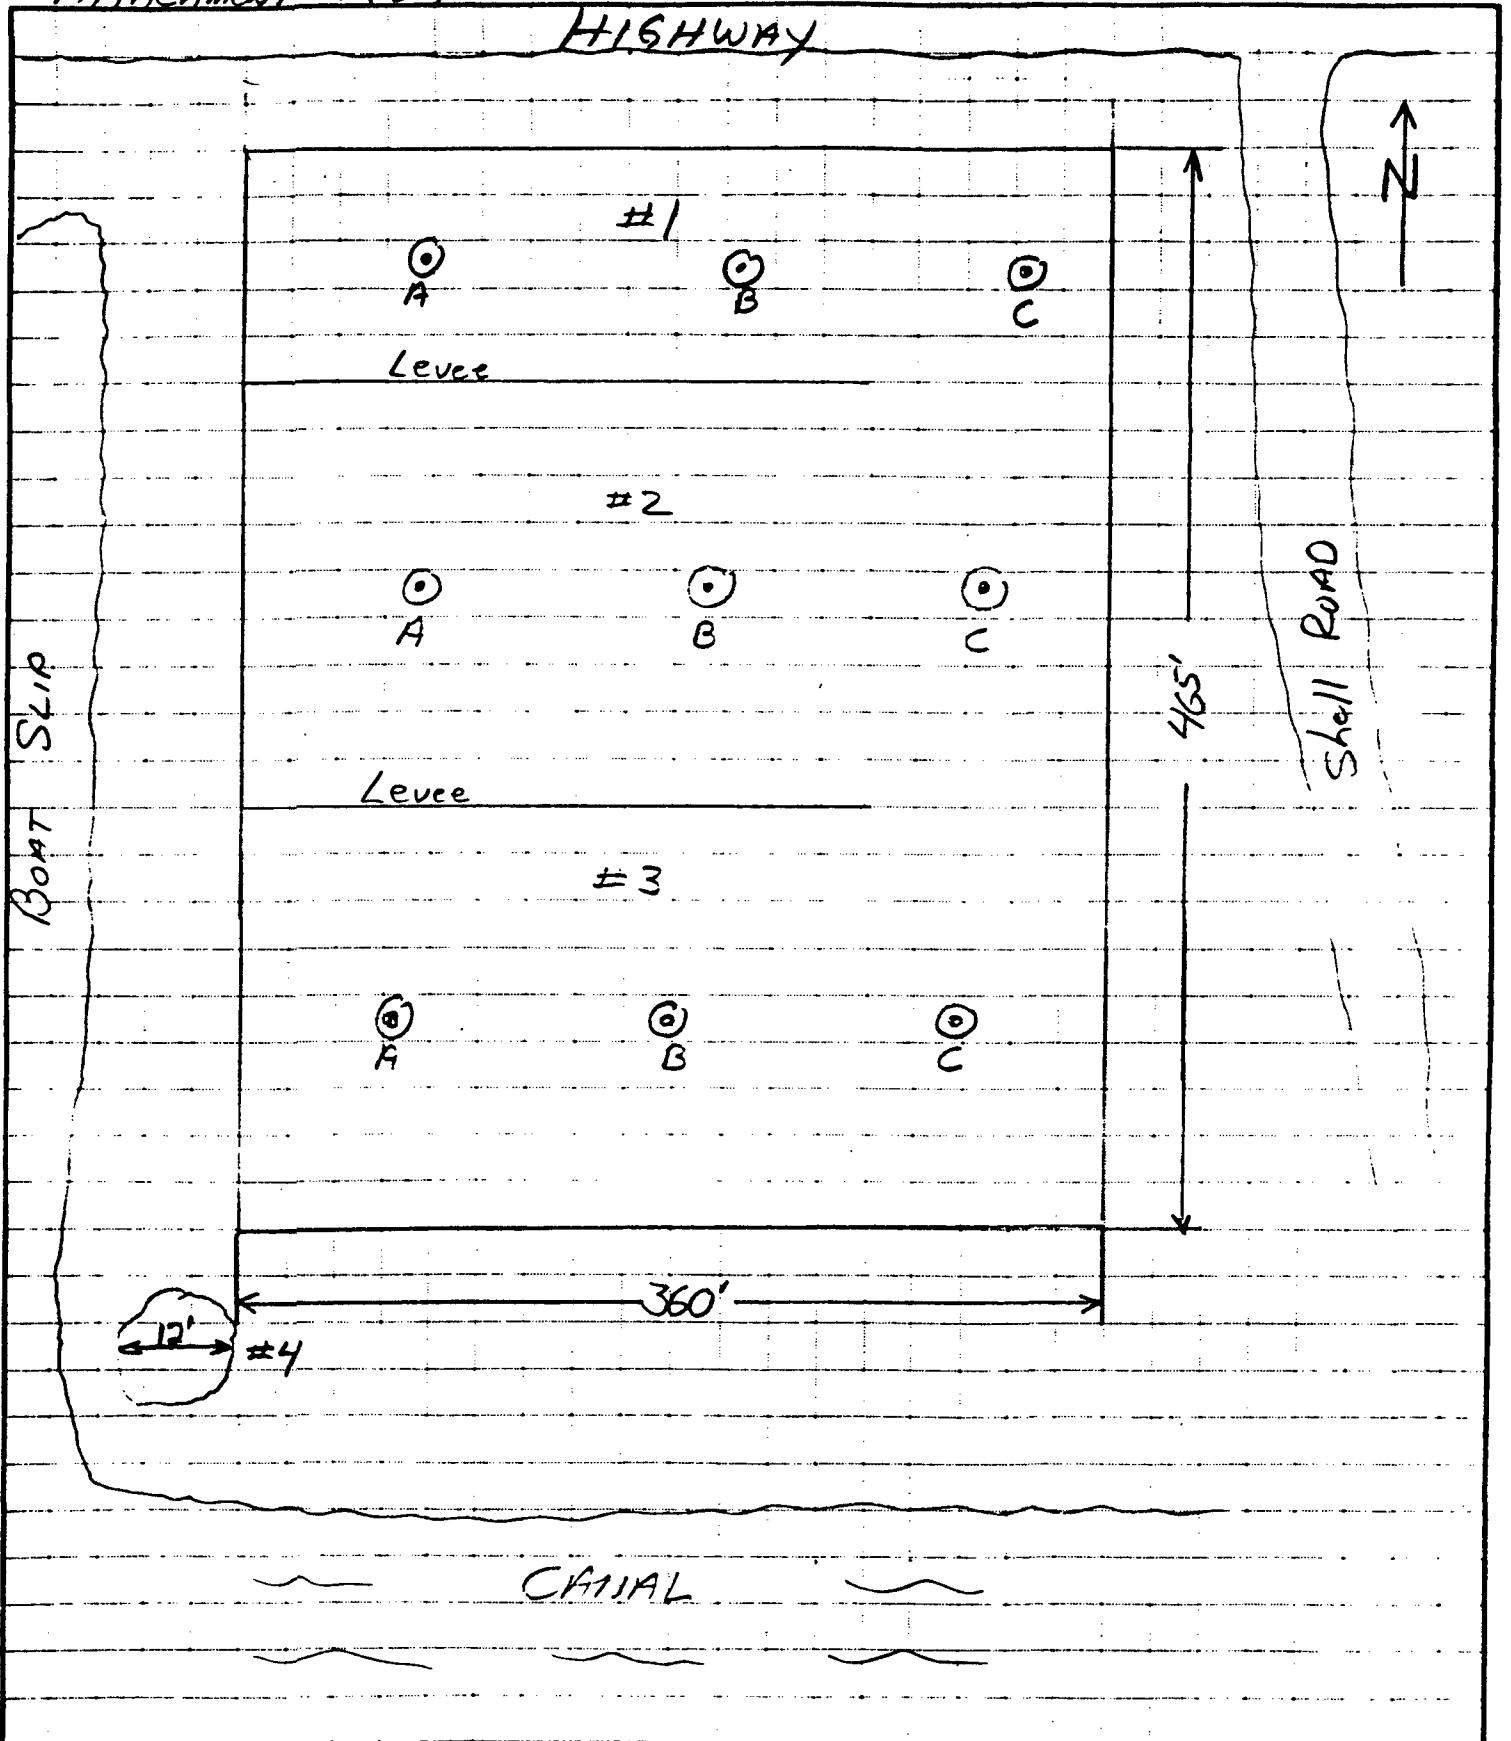 HIGHWAY
N
#1
A B C
Levee
#2
A B C
465'
Shell ROAD
BOAT SLIP
Levee
#3
A B C
360'
12'
#4
CANAL